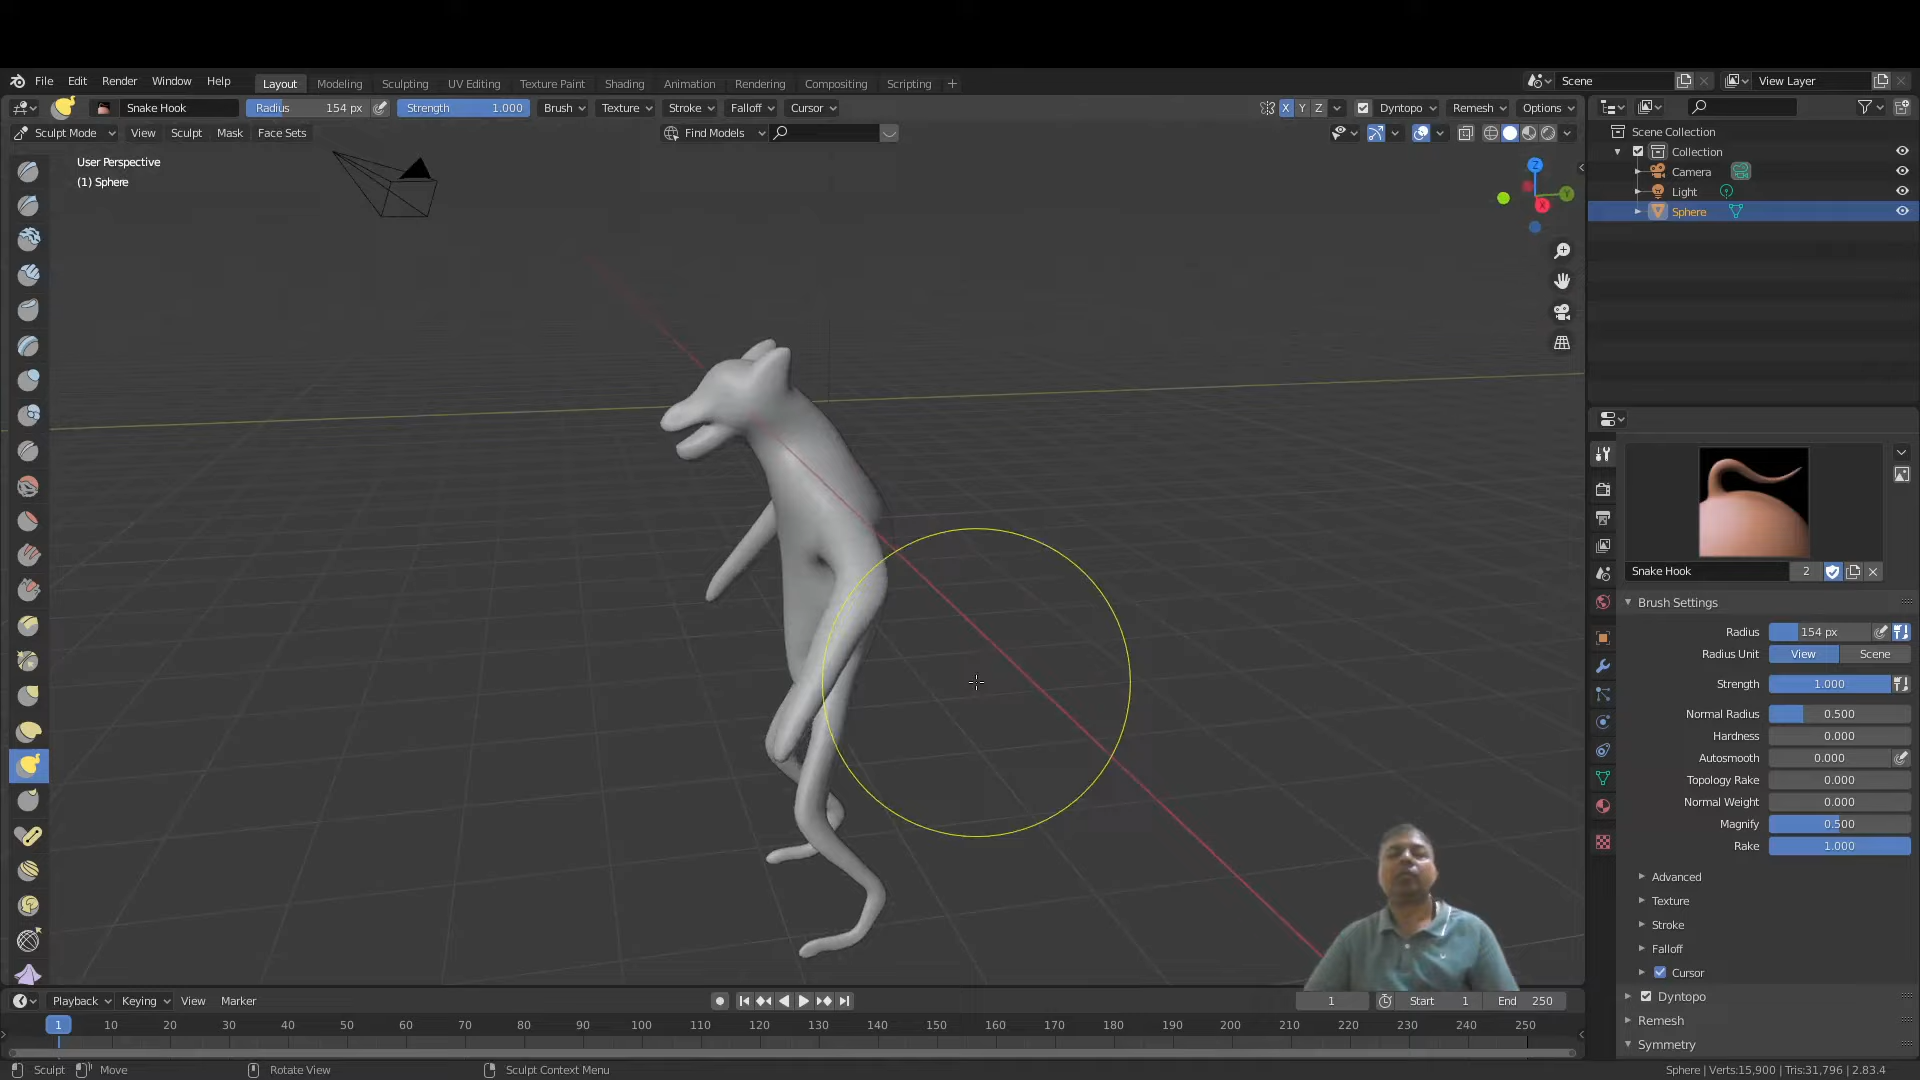 File Edit Render Window Help Layout Modeling Sculpting UV Editing Texture Paint Shading Animation Rendering Compositing Scripting + Scene View Layer
Snake Hook Radius 154 px Strength 1.000 Brush Texture Stroke Falloff Cursor X Y Z Dyntopo Remesh Options
Sculpt Mode View Sculpt Mask Face Sets Find Models
User Perspective
(1) Sphere
Z
Y
X
Scene Collection
Collection
Camera
Light
Sphere
Snake Hook 2
Brush Settings
Radius 154 px
Radius Unit View Scene
Strength 1.000
Normal Radius 0.500
Hardness 0.000
Autosmooth 0.000
Topology Rake 0.000
Normal Weight 0.000
Magnify 0.500
Rake 1.000
Advanced
Texture
Stroke
Falloff
Cursor
Dyntopo
Remesh
Symmetry
Playback Keying View Marker 1 Start 1 End 250
1 10 20 30 40 50 60 70 80 90 100 110 120 130 140 150 160 170 180 190 200 210 220 230 240 250
Sculpt Move Rotate View Sculpt Context Menu Sphere | Verts:15,900 | Tris:31,796 | 2.83.4